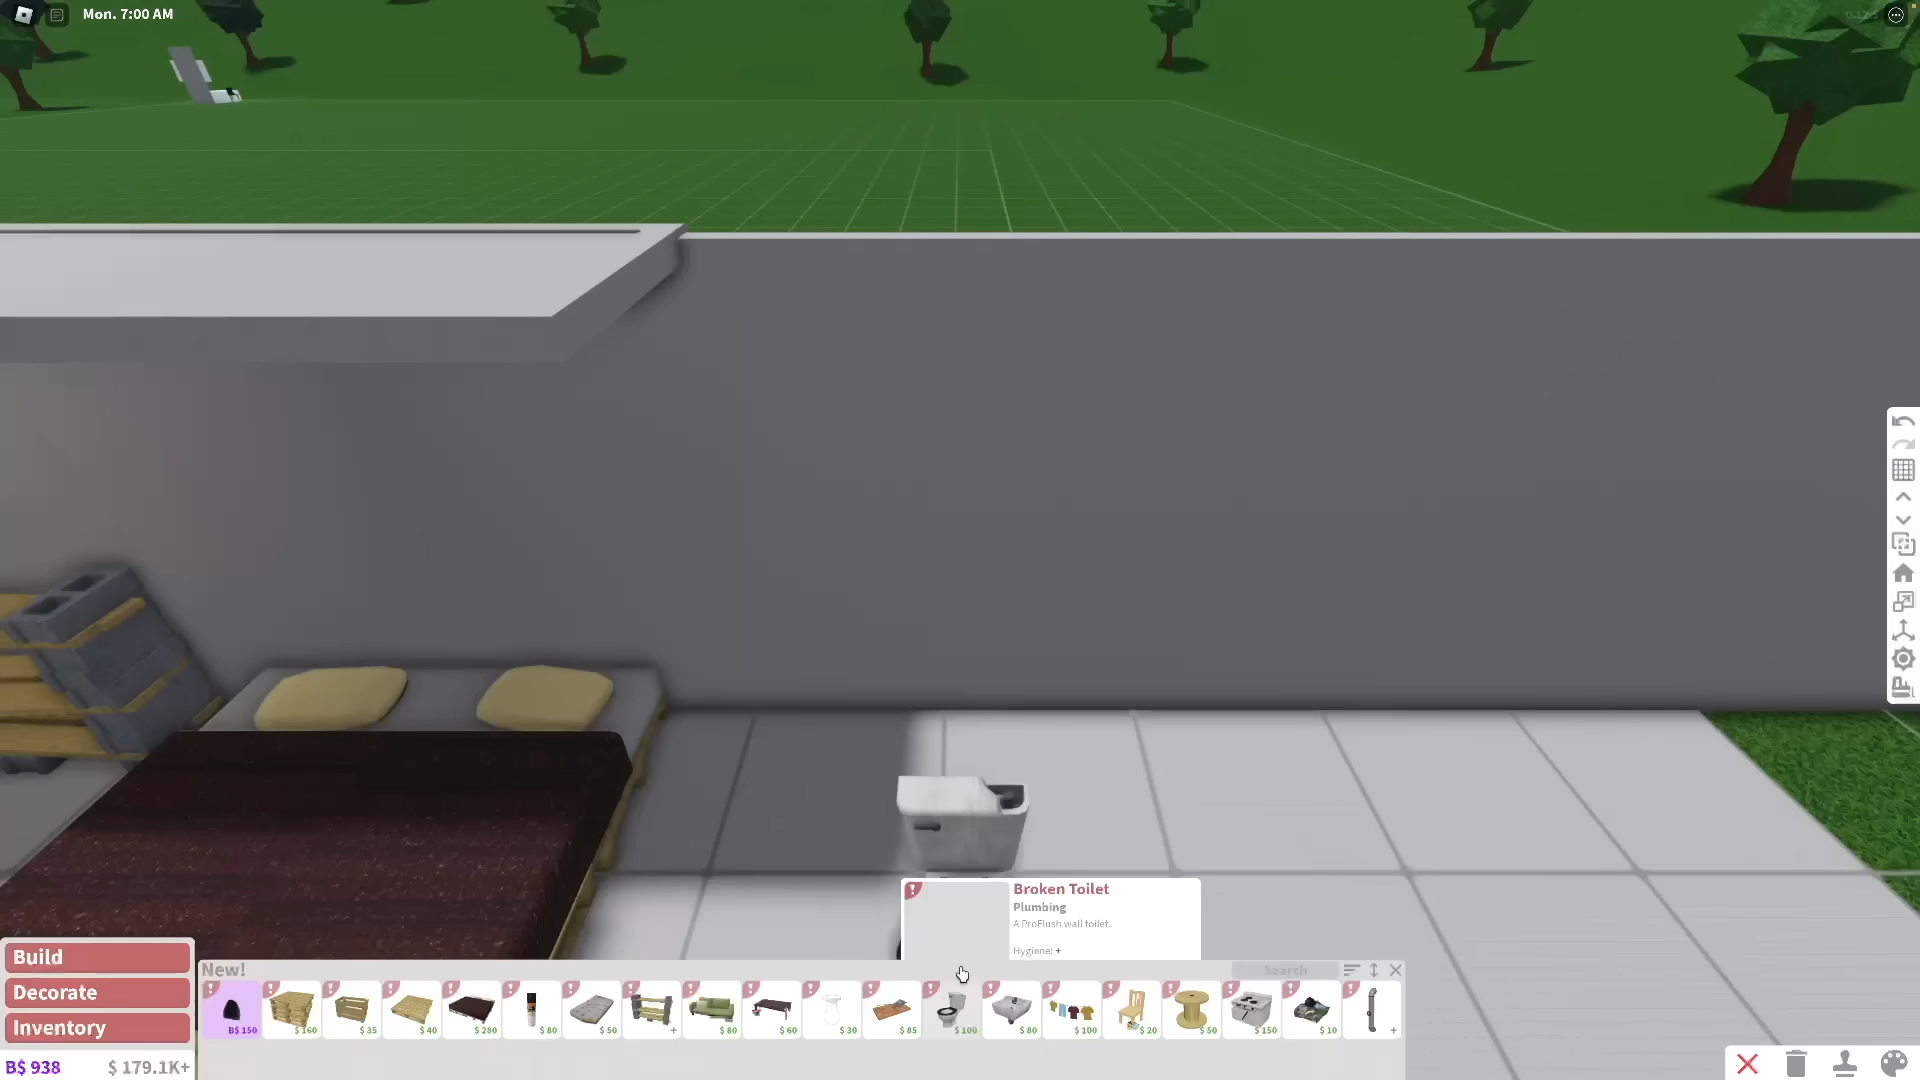 Mon. 7:00 AM
Broken Toilet
Plumbing
A ProFlush wall toilet.
Hygiene: +
New!
Search
Build
Decorate
Inventory
B$ 150
$ 160
$ 35
$ 40
$ 280
$ 80
$ 50
+
$ 80
$ 60
$ 30
$ 85
$ 100
$ 80
$ 100
$ 20
$ 50
$ 150
$ 10
+
B$ 938
$ 179.1K+